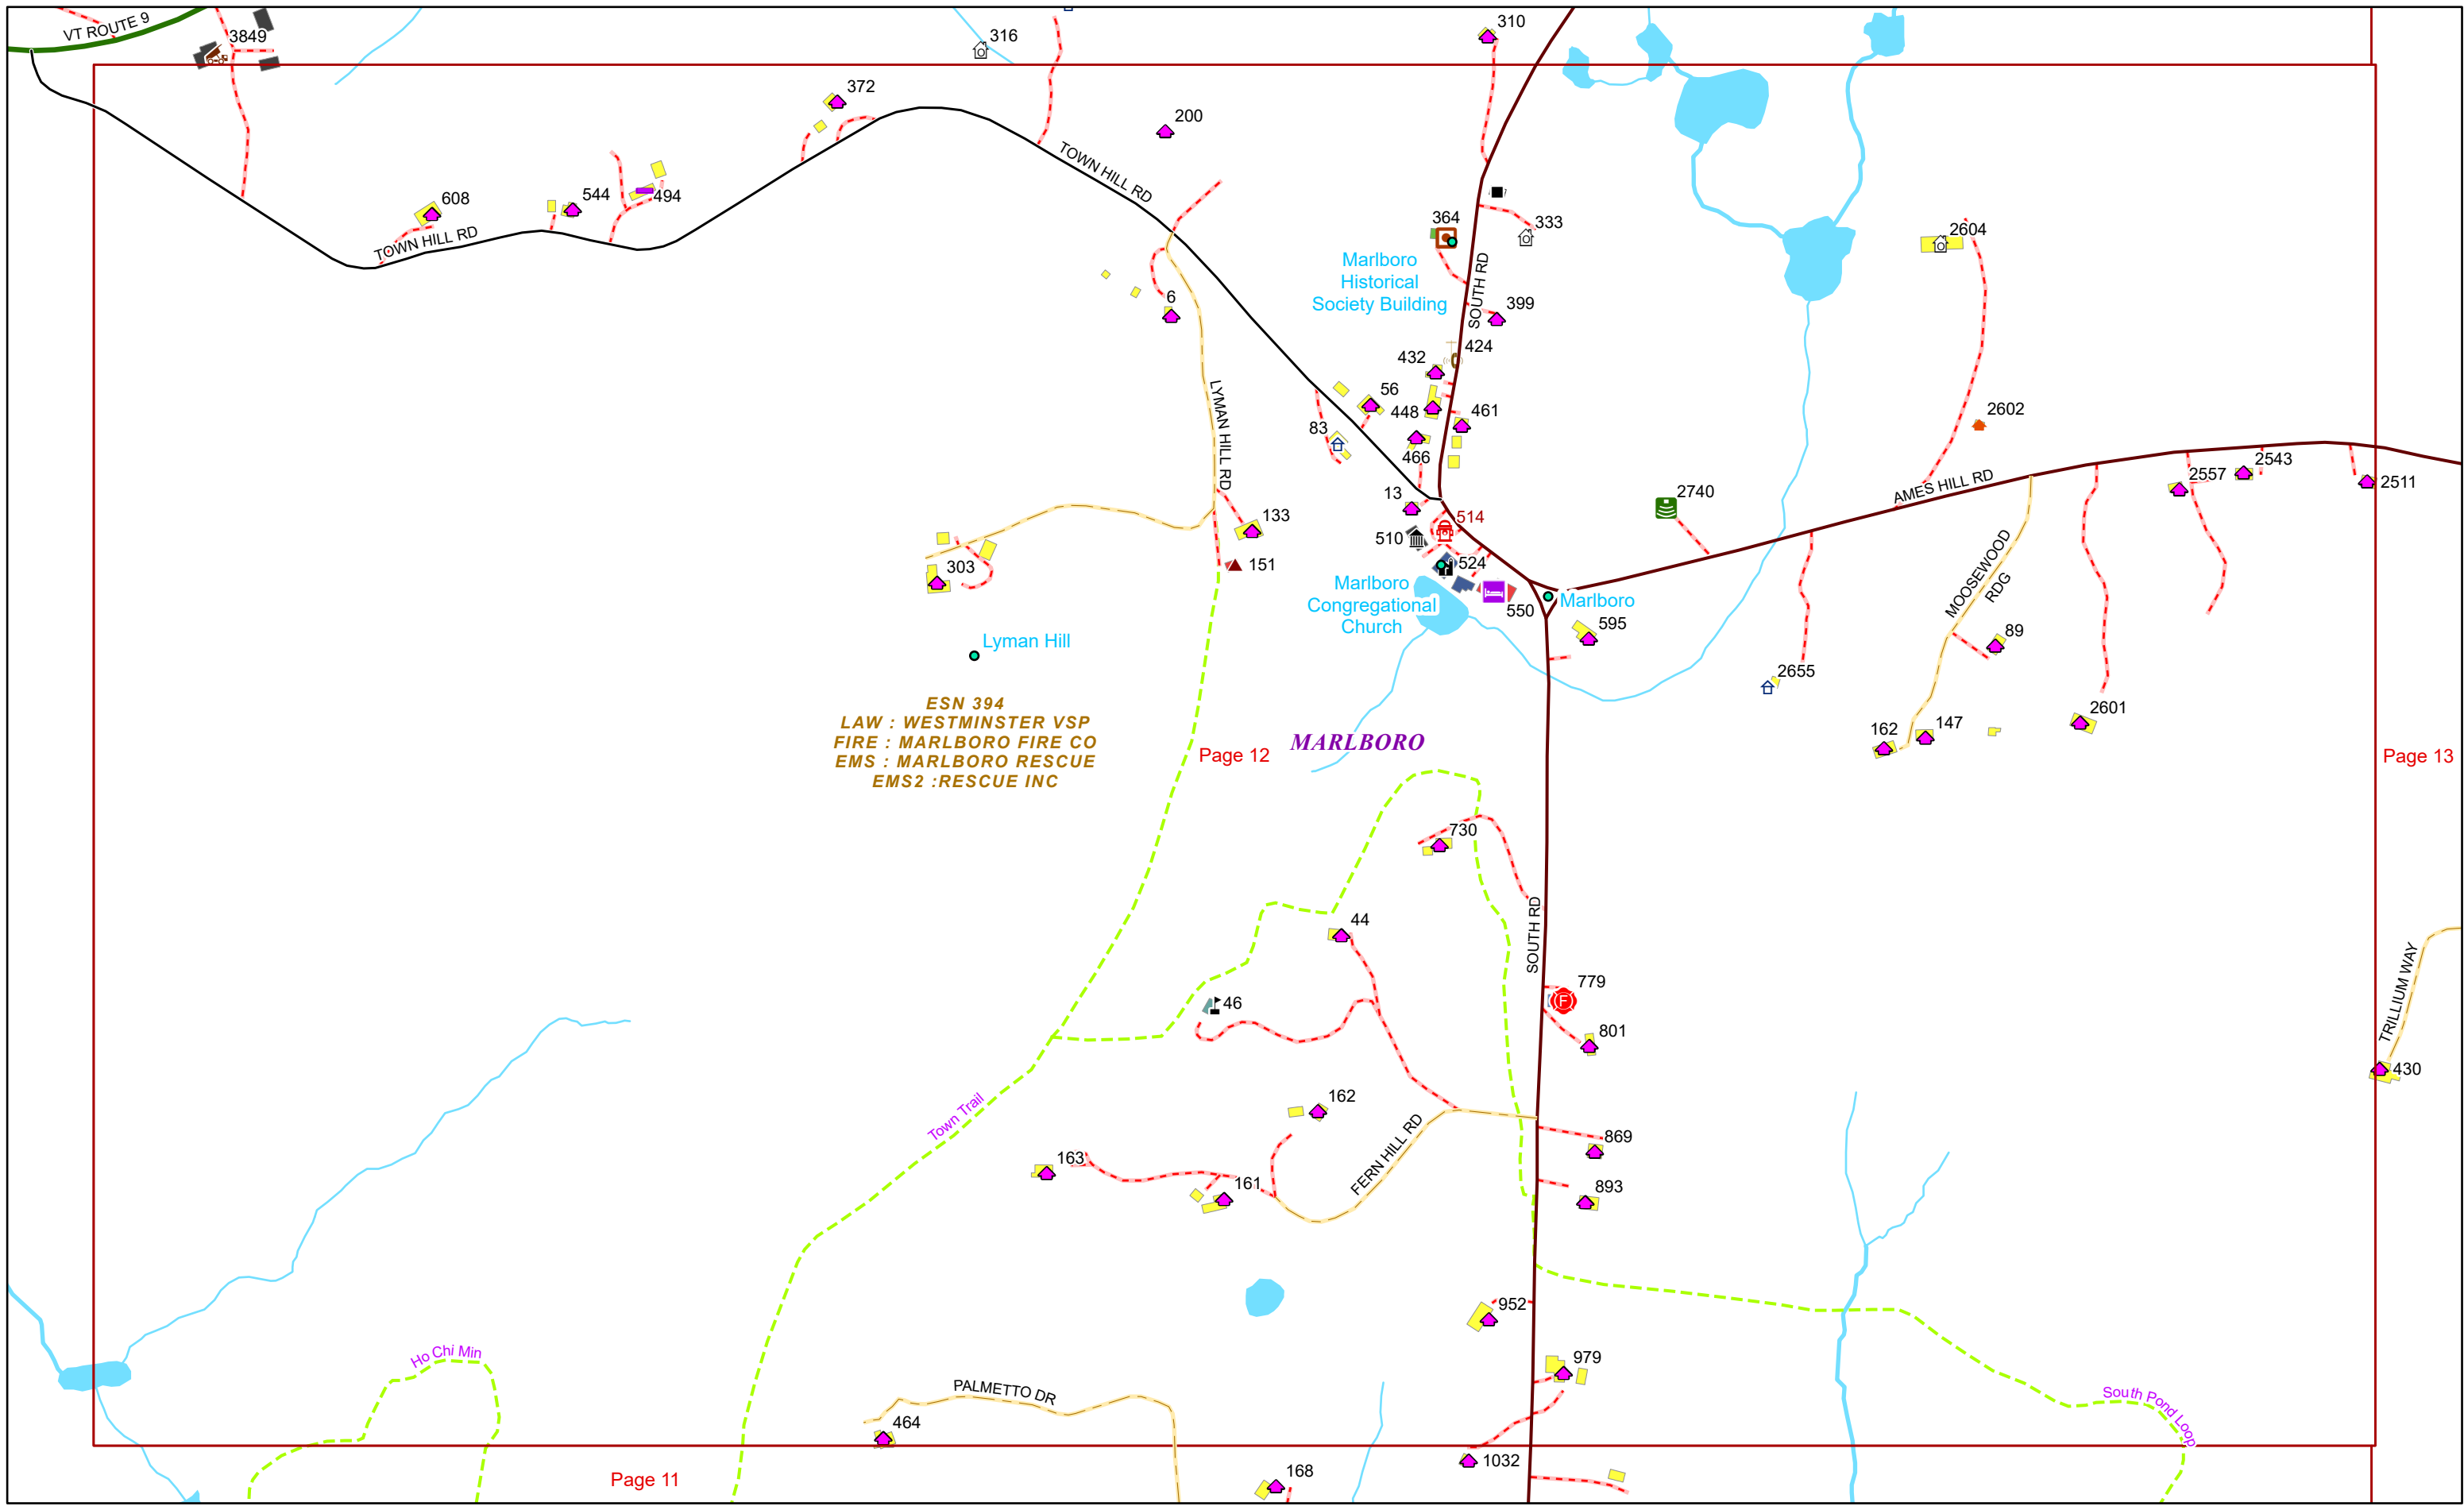 VT ROUTE 9
3849
316
310
372
200
TOWN HILL RD
608
544
494
TOWN HILL RD
364
333
2604
Marlboro
Historical
Society Building
SOUTH RD
6
399
424
432
56
448
461
83
466
LYMAN HILL RD
2602
2543
2557
2511
AMES HILL RD
13
2740
514
133
510
524
151
303
Marlboro
Congregational
Church
550
Marlboro
595
MOOSEWOOD
RDG
89
Lyman Hill
2655
ESN 394
LAW : WESTMINSTER VSP
FIRE : MARLBORO FIRE CO
EMS : MARLBORO RESCUE
EMS2 :RESCUE INC
Page 12
MARLBORO
162
147
2601
Page 13
730
44
SOUTH RD
46
779
F
801
TRILLIUM WAY
430
Town Trail
162
FERN HILL RD
869
163
161
893
952
Ho Chi Min
979
PALMETTO DR
464
South Pond Loop
Page 11
168
1032